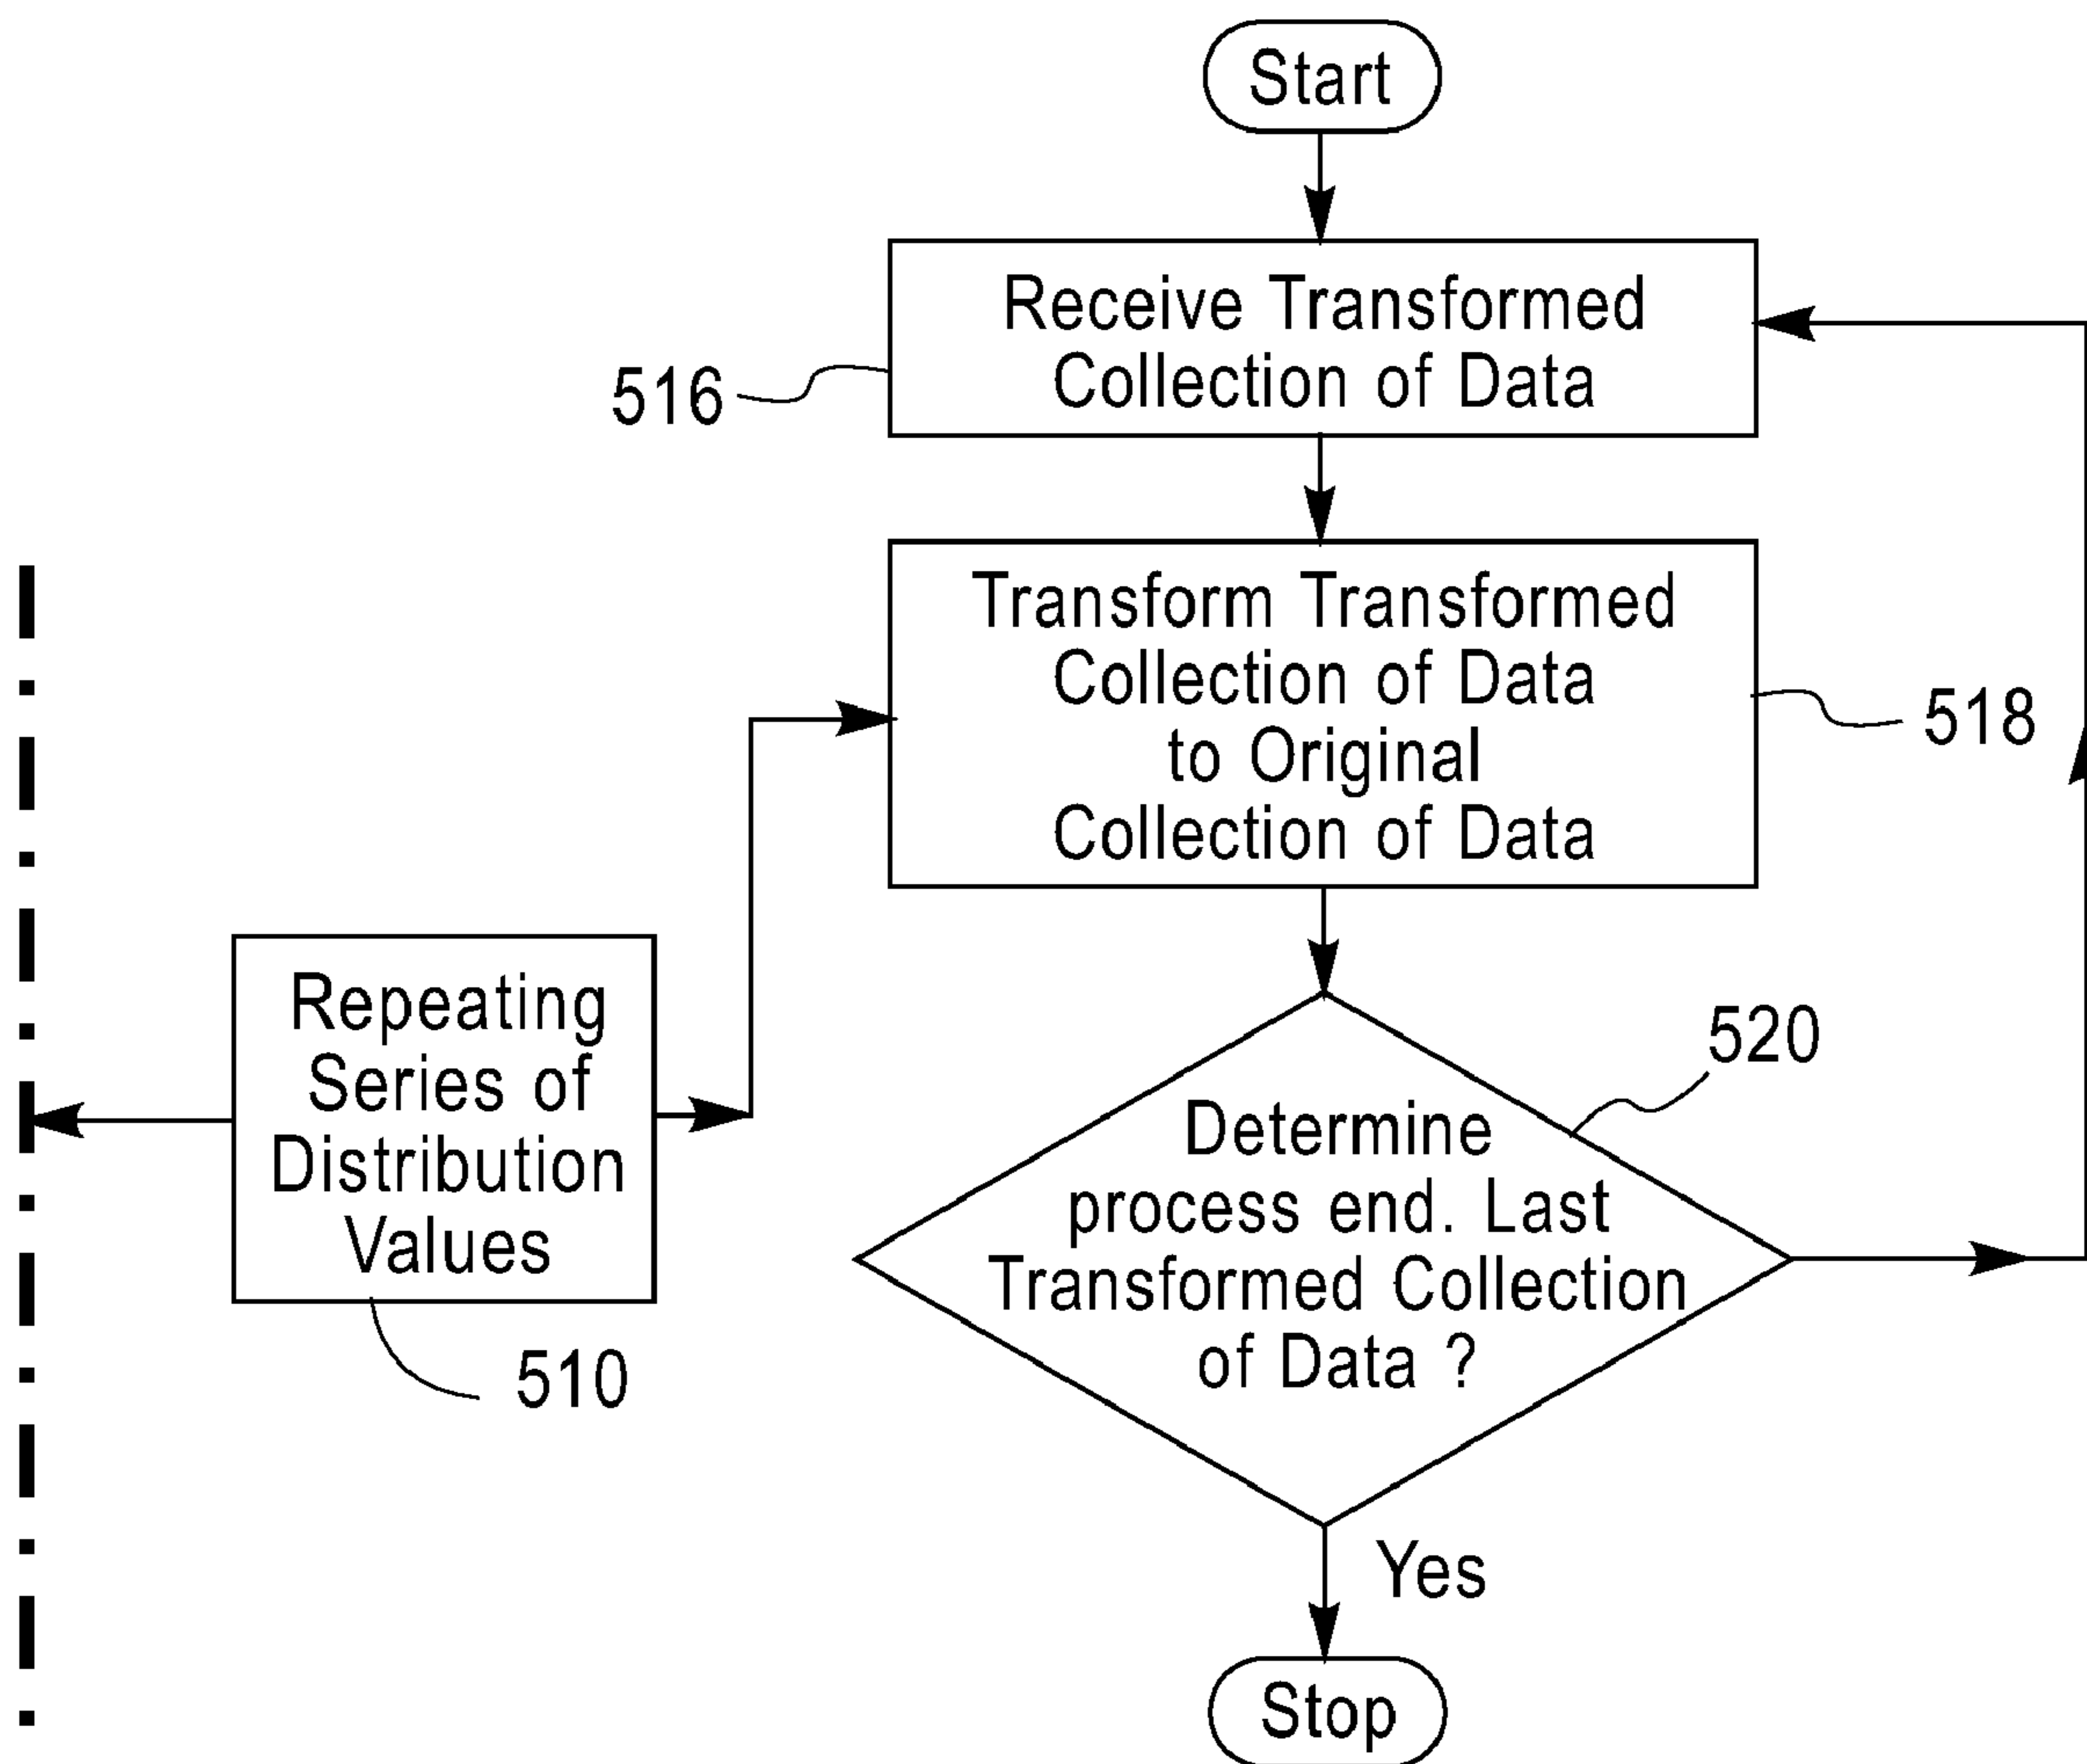 Start
Receive Transformed
Collection of Data
516
Transform Transformed
Collection of Data
to Original
Collection of Data
518
Repeating
Series of
Distribution
Values
510
520
Determine
process end. Last
Transformed Collection
of Data ?
Yes
Stop